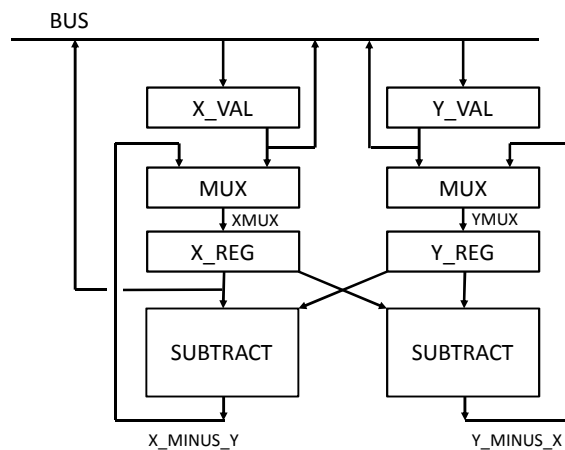 BUS
X_VAL
Y_VAL
MUX
MUX
XMUX
YMUX
X_REG
Y_REG
SUBTRACT
SUBTRACT
X_MINUS_Y
Y_MINUS_X